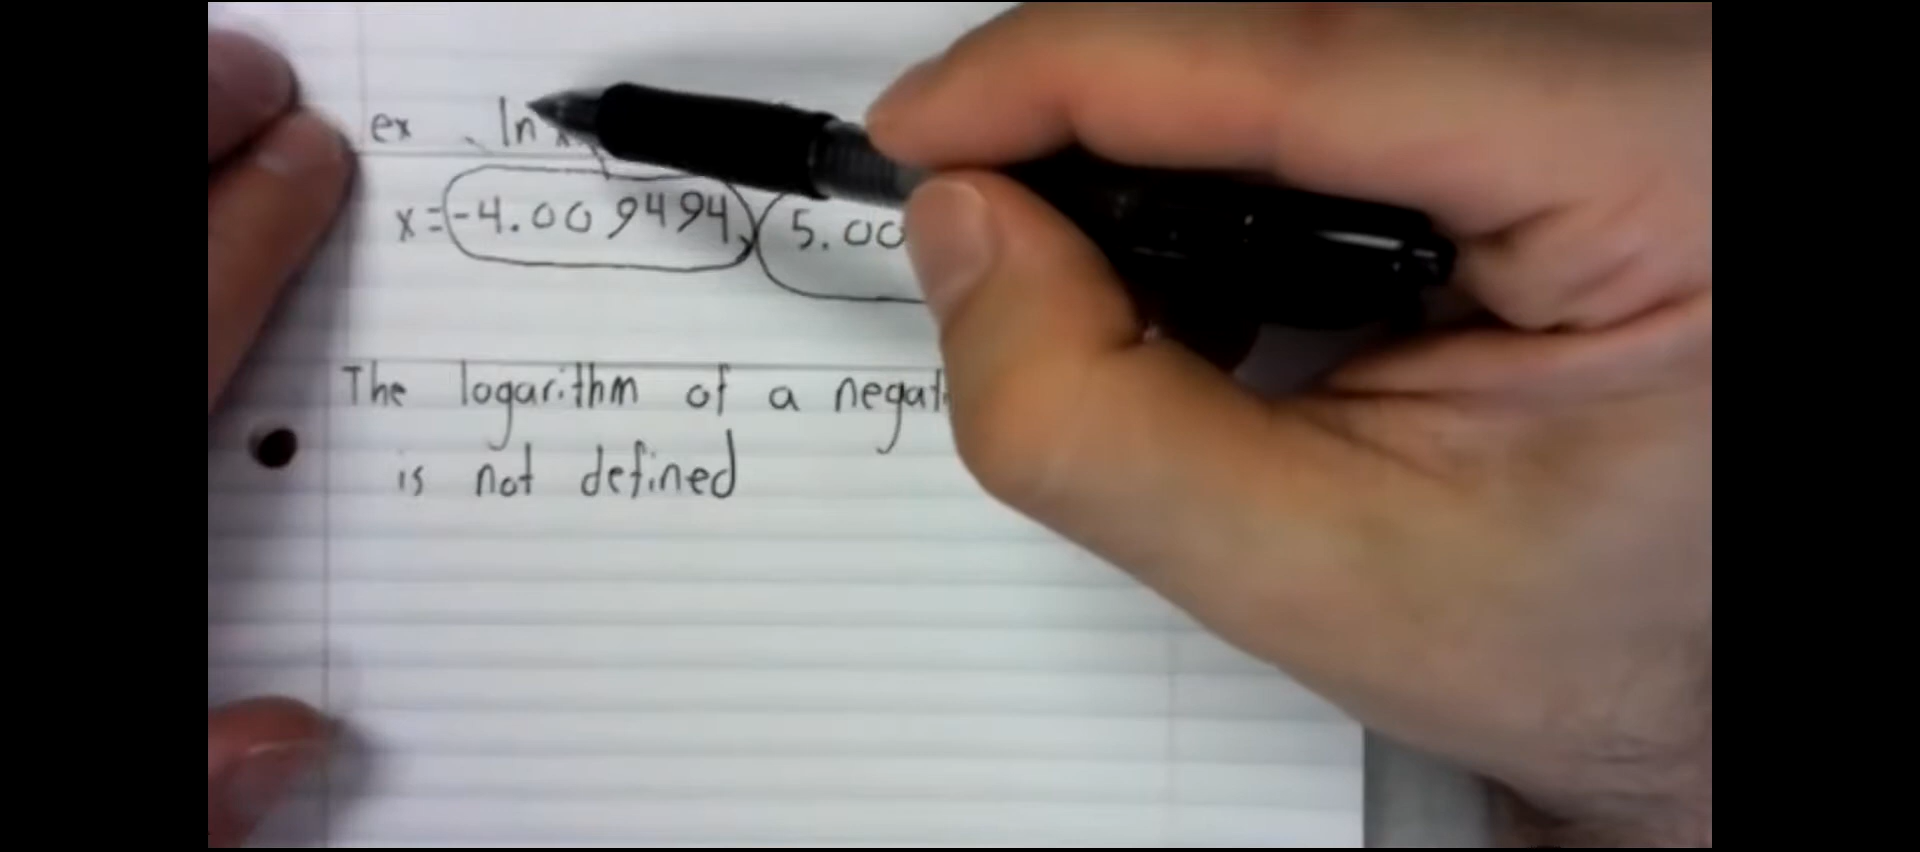 ex ln x
x = -4.009494, 5.00
The logarithm of a negat
is not defined